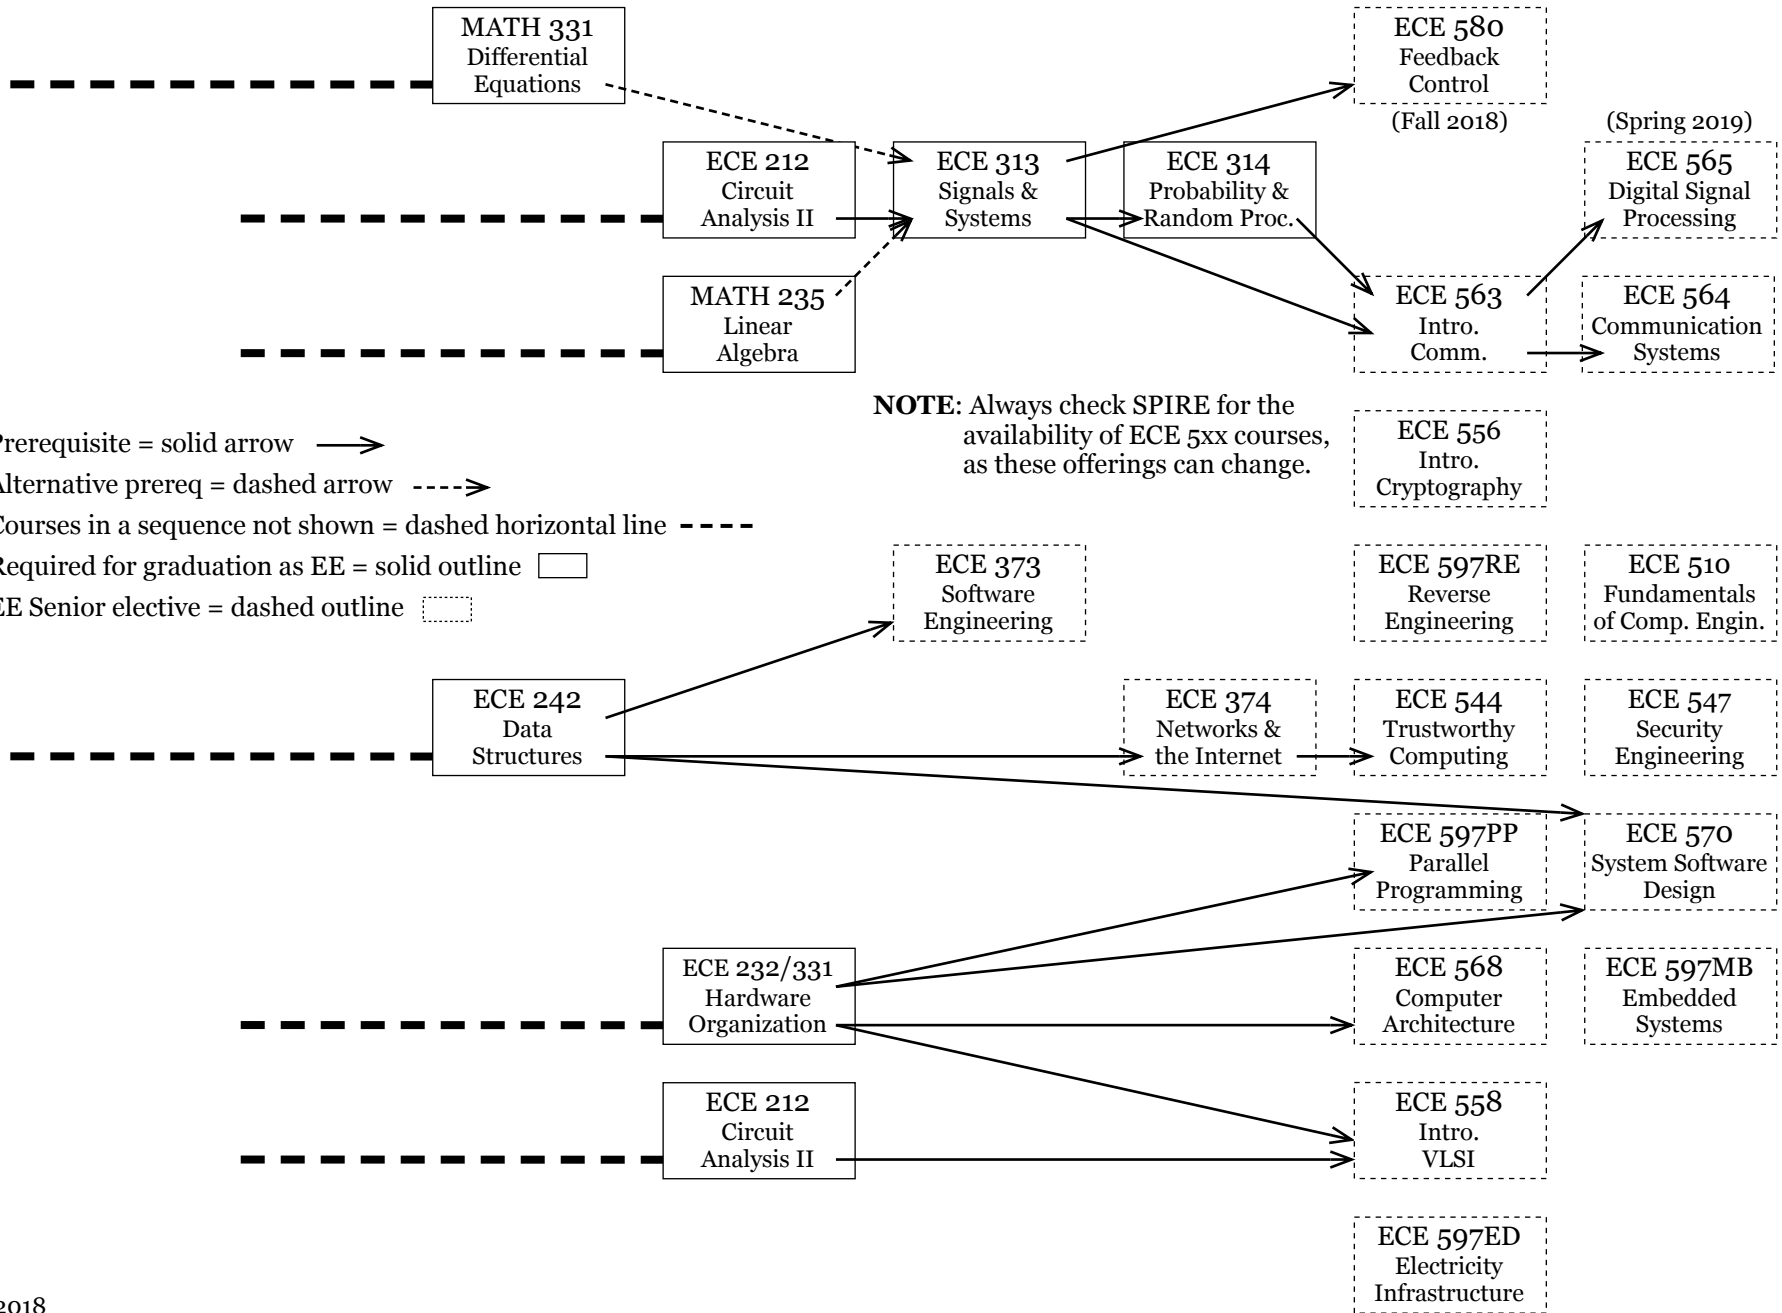 MATH 331
Differential
Equations
ECE 580
Feedback
Control
(Fall 2018)
(Spring 2019)
ECE 212
Circuit
Analysis II
ECE 313
Signals &
Systems
ECE 314
Probability &
Random Proc.
ECE 565
Digital Signal
Processing
MATH 235
Linear
Algebra
ECE 563
Intro.
Comm.
ECE 564
Communication
Systems
NOTE: Always check SPIRE for the
availability of ECE 5xx courses,
as these offerings can change.
ECE 556
Intro.
Cryptography
Prerequisite = solid arrow
Alternative prereq = dashed arrow
Courses in a sequence not shown = dashed horizontal line
Required for graduation as EE = solid outline
EE Senior elective = dashed outline
ECE 373
Software
Engineering
ECE 597RE
Reverse
Engineering
ECE 510
Fundamentals
of Comp. Engin.
ECE 242
Data
Structures
ECE 374
Networks &
the Internet
ECE 544
Trustworthy
Computing
ECE 547
Security
Engineering
ECE 597PP
Parallel
Programming
ECE 570
System Software
Design
ECE 232/331
Hardware
Organization
ECE 568
Computer
Architecture
ECE 597MB
Embedded
Systems
ECE 212
Circuit
Analysis II
ECE 558
Intro.
VLSI
ECE 597ED
Electricity
Infrastructure
2018